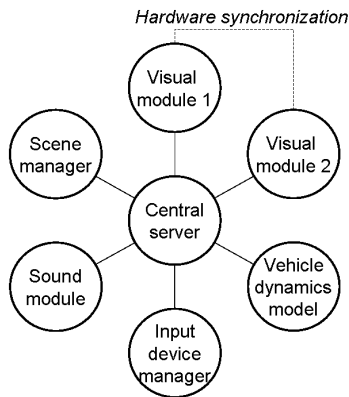 Hardware synchronization
Visual
module 1
Scene
manager
Visual
module 2
Central
server
Sound
module
Vehicle
dynamics
model
Input
device
manager